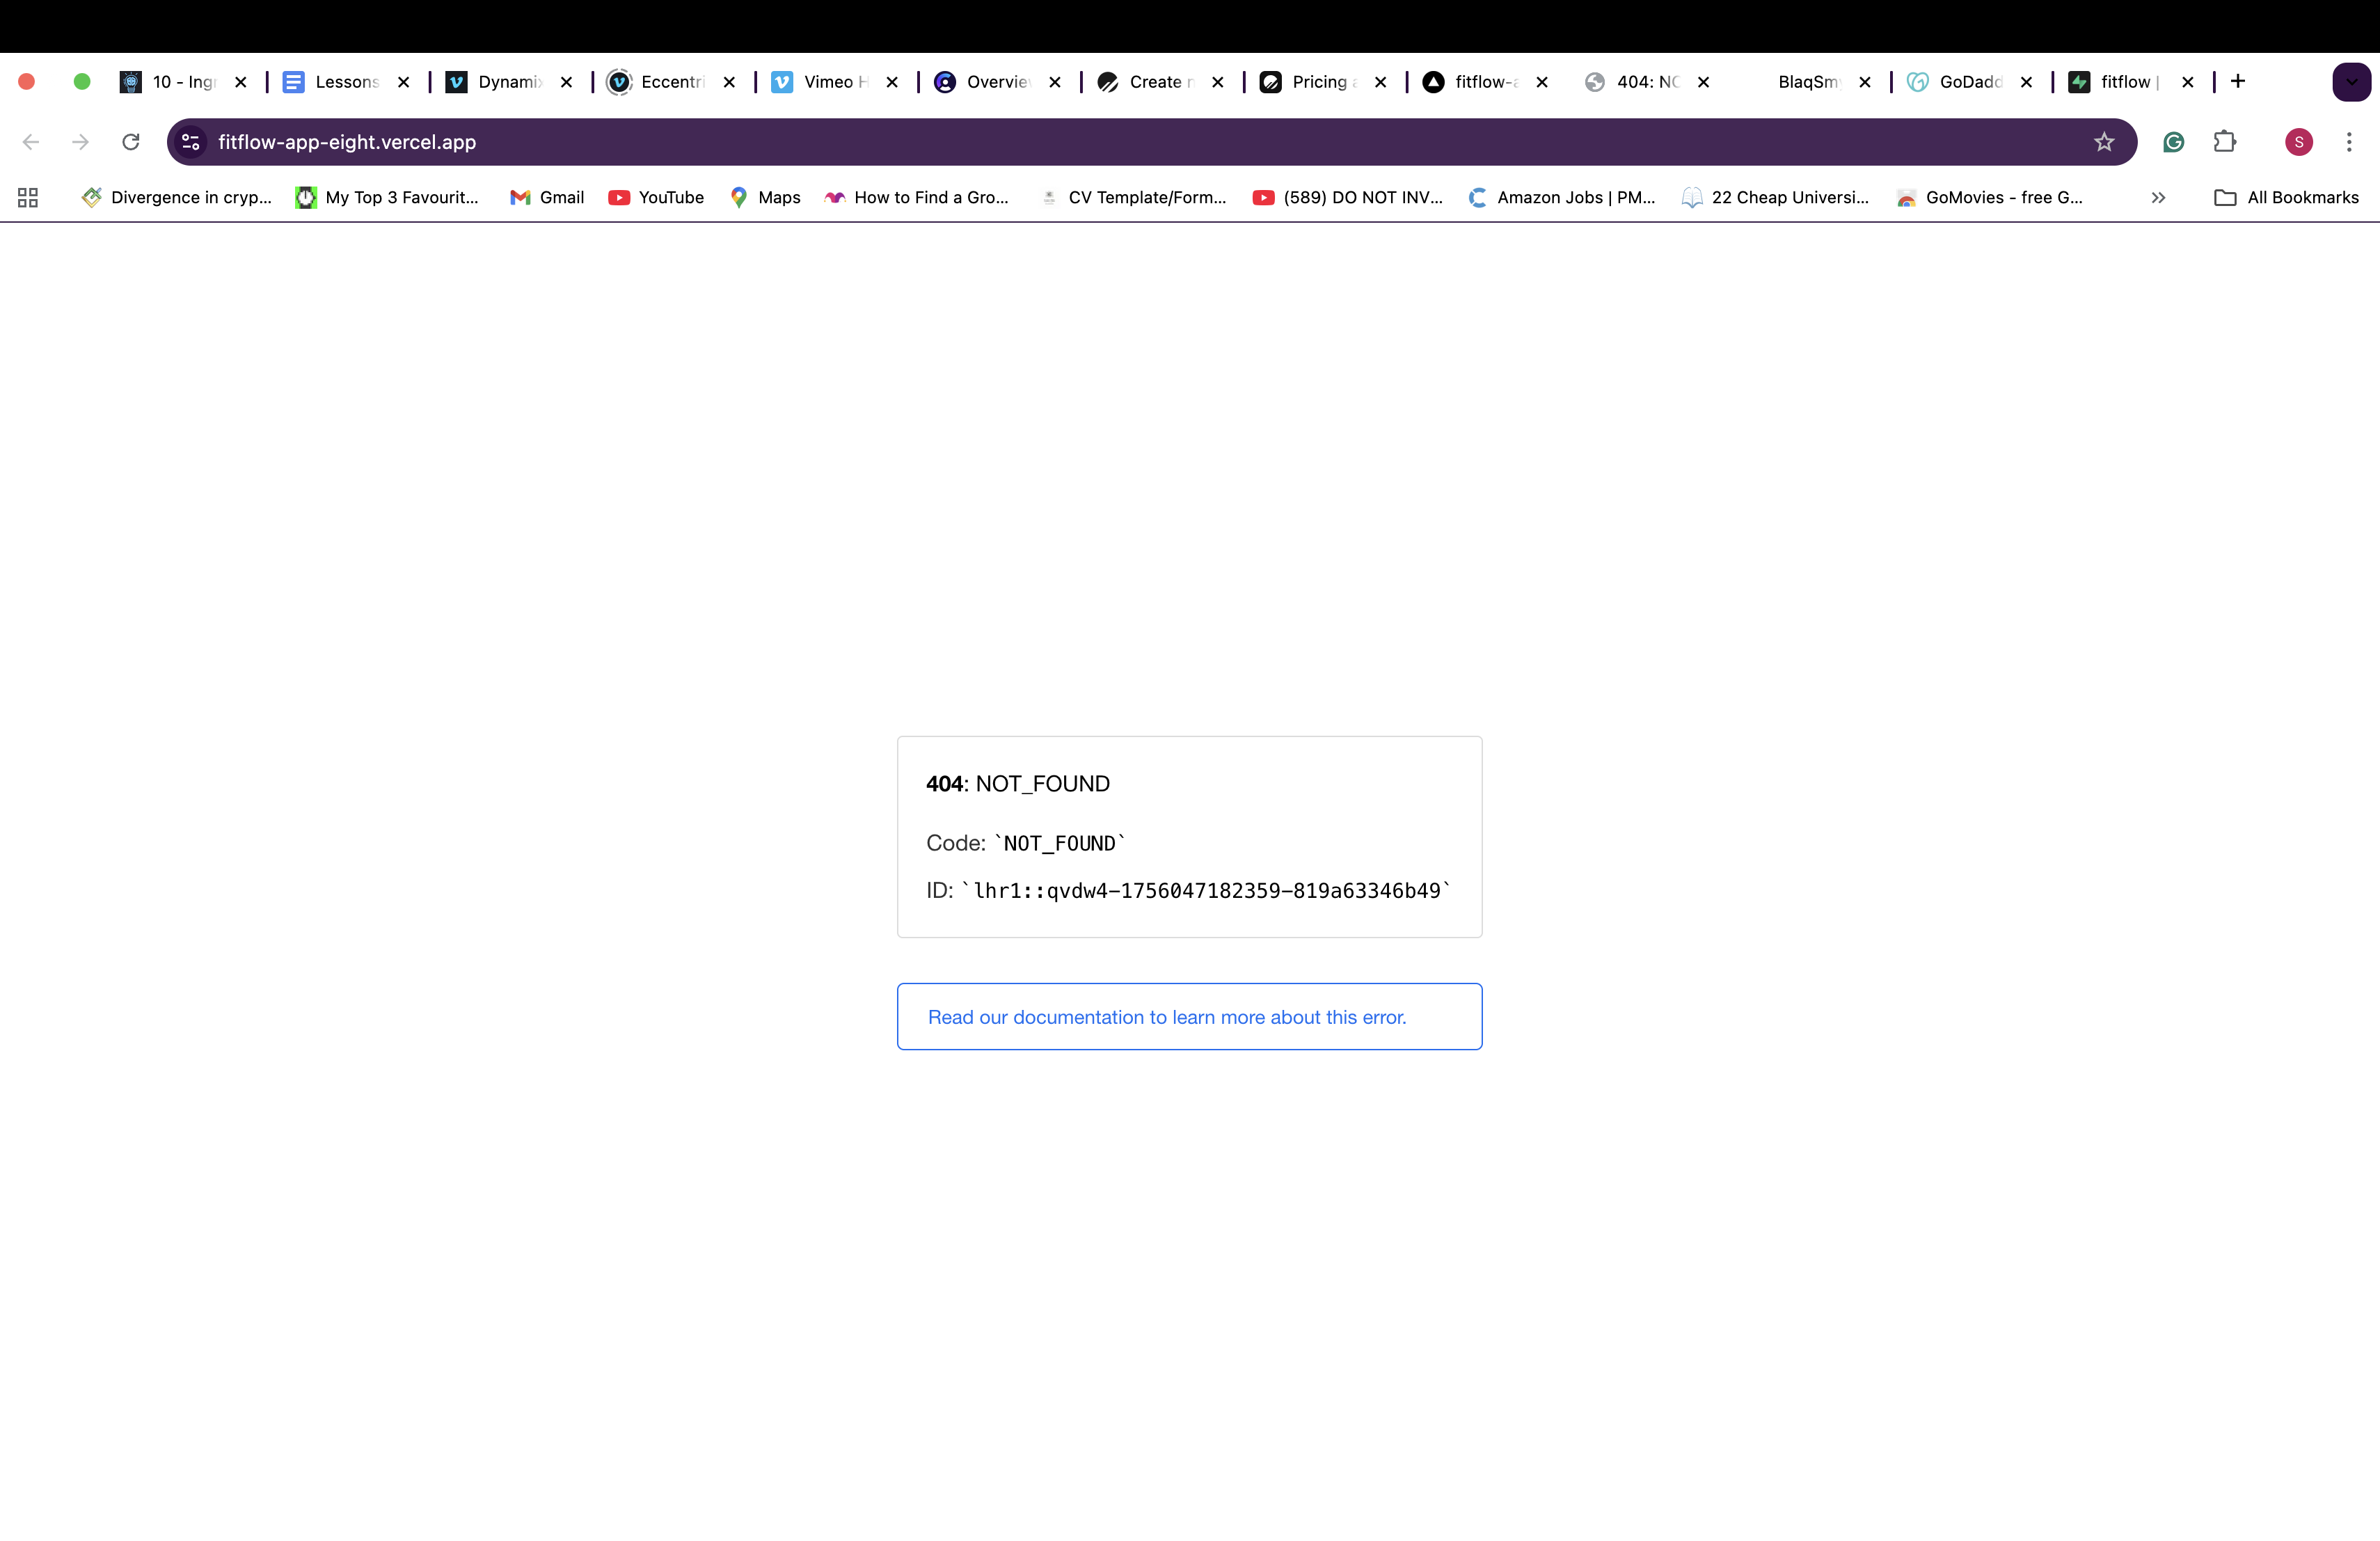 10 - Ing
Lessons
Dynami
Eccentri
Vimeo H
Overvie
Create n
Pricing a
fitflow-a
404: NO
BlaqSm
GoDadd
fitflow |
fitflow-app-eight.vercel.app
S
Divergence in cryp...
My Top 3 Favourit...
Gmail
YouTube
Maps
How to Find a Gro...
CV Template/Form...
(589) DO NOT INV...
Amazon Jobs | PM...
22 Cheap Universi...
GoMovies - free G...
All Bookmarks
404: NOT_FOUND
Code: `NOT_FOUND`
ID: `lhr1::qvdw4-1756047182359-819a63346b49`
Read our documentation to learn more about this error.